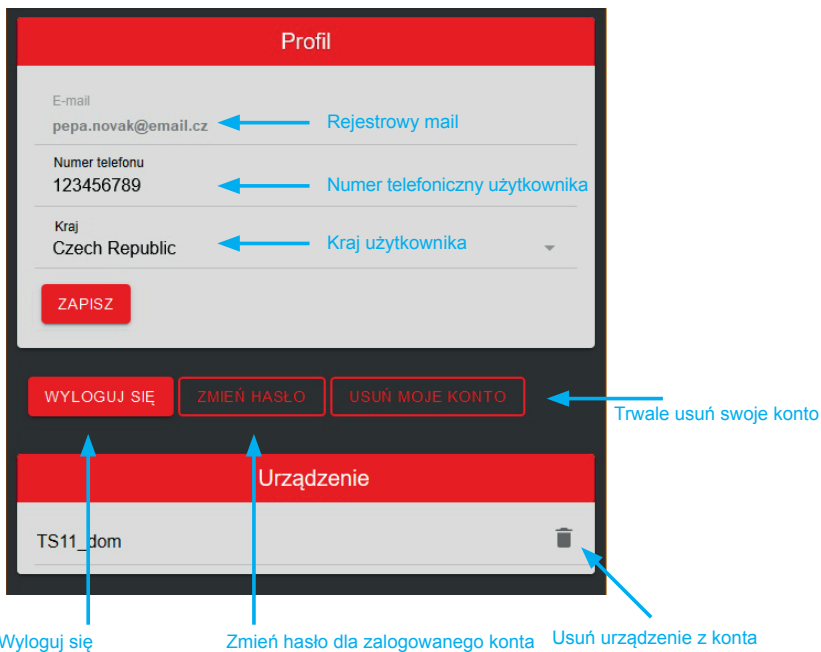 Profil
E-mail
pepa.novak@email.cz
Rejestrowy mail
Numer telefonu
123456789
Numer telefoniczny użytkownika
Kraj
Czech Republic
Kraj użytkownika
ZAPISZ
WYLOGUJ SIĘ
ZMIEŃ HASŁO
USUŃ MOJE KONTO
Trwale usuń swoje konto
Urządzenie
TS11_dom
Wyloguj się
Zmień hasło dla zalogowanego konta
Usuń urządzenie z konta